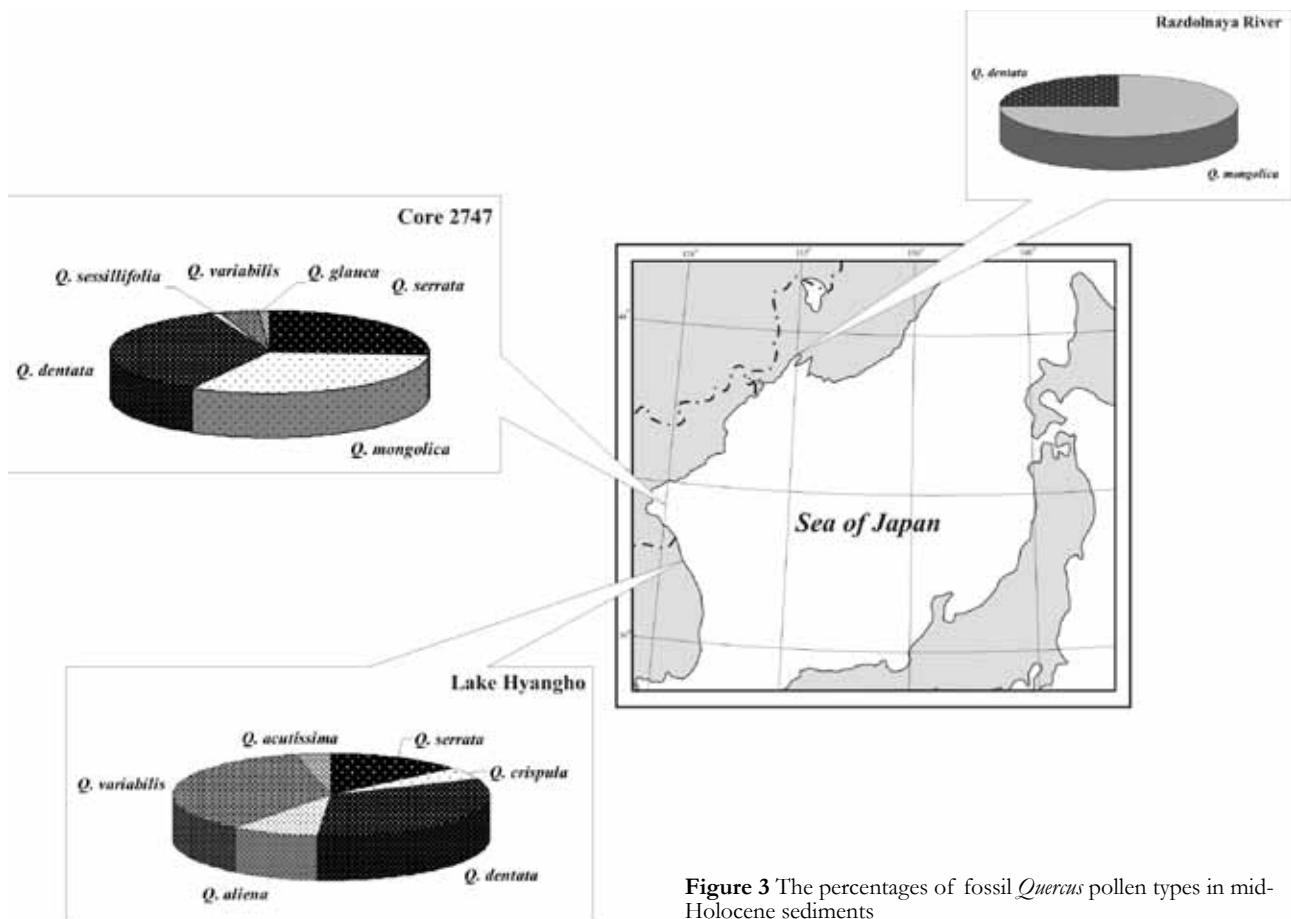 Razdolnaya River
Q. dentata
Q. mongolica
Core 2747
Q. sessillifolia
Q. variabilis
Q. glauca
Q. serrata
Q. dentata
Q. mongolica
Sea of Japan
Lake Hyangho
Q. acutissima
Q. serrata
Q. crispula
Q. variabilis
Q. dentata
Q. aliena
Figure 3 The percentages of fossil Quercus pollen types in mid-
Holocene sediments